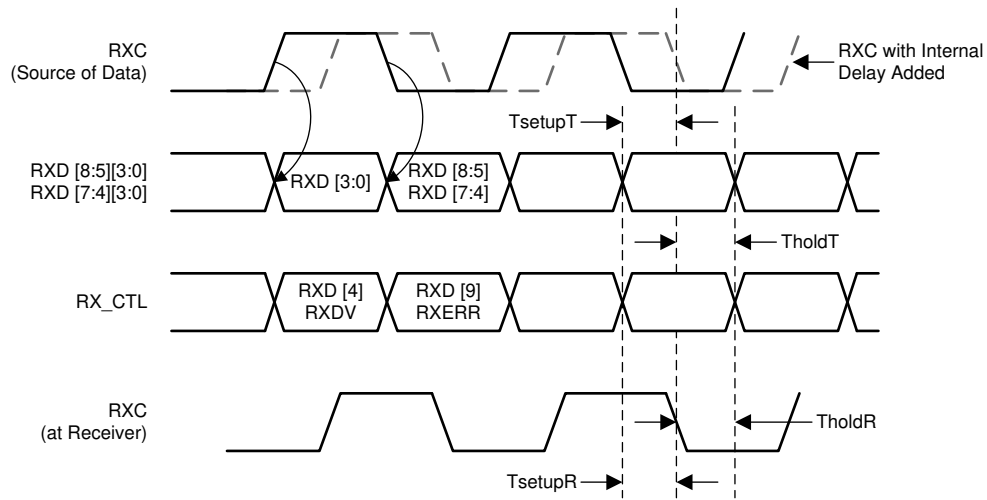 RXC
(Source of Data)
RXC with Internal
Delay Added
TsetupT
RXD [8:5][3:0]
RXD [7:4][3:0]
RXD [3:0]
RXD [8:5]
RXD [7:4]
TholdT
RX_CTL
RXD [4]
RXDV
RXD [9]
RXERR
RXC
(at Receiver)
TholdR
TsetupR